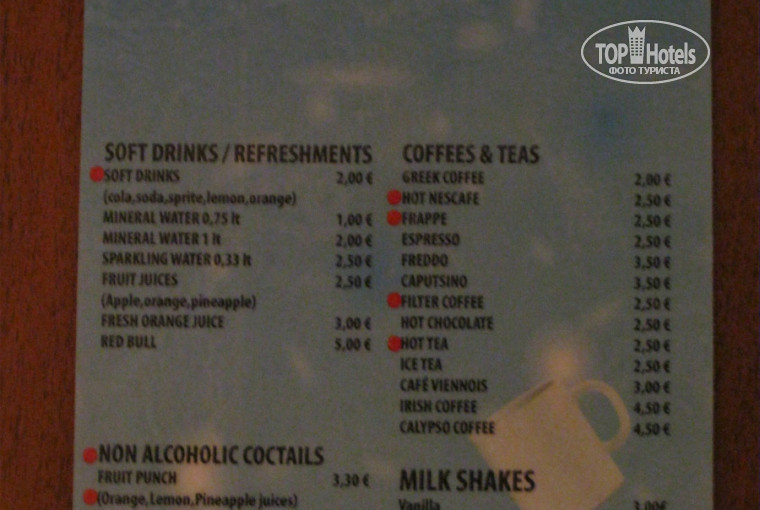 TOP Hotels
ФОТО ТУРИСТА
SOFT DRINKS / REFRESHMENTS
SOFT DRINKS 2,00 €
(cola,soda,sprite,lemon,orange)
MINERAL WATER 0,75 lt 1,00 €
MINERAL WATER 1 lt 2,00 €
SPARKLING WATER 0,33 lt 2,50 €
FRUIT JUICES 2,50 €
(Apple,orange,pineapple)
FRESH ORANGE JUICE 3,00 €
RED BULL 5,00 €
NON ALCOHOLIC COCTAILS
FRUIT PUNCH 3,30 €
(Orange,Lemon,Pineapple juices)
COFFEES & TEAS
GREEK COFFEE 2,00 €
HOT NESCAFE 2,50 €
FRAPPE 2,50 €
ESPRESSO 2,50 €
FREDDO 3,50 €
CAPUTSINO 3,50 €
FILTER COFFEE 2,50 €
HOT CHOCOLATE 2,50 €
HOT TEA 2,50 €
ICE TEA 2,50 €
CAFÉ VIENNOIS 3,00 €
IRISH COFFEE 4,50 €
CALYPSO COFFEE 4,50 €
MILK SHAKES
Vanilla 3,00€